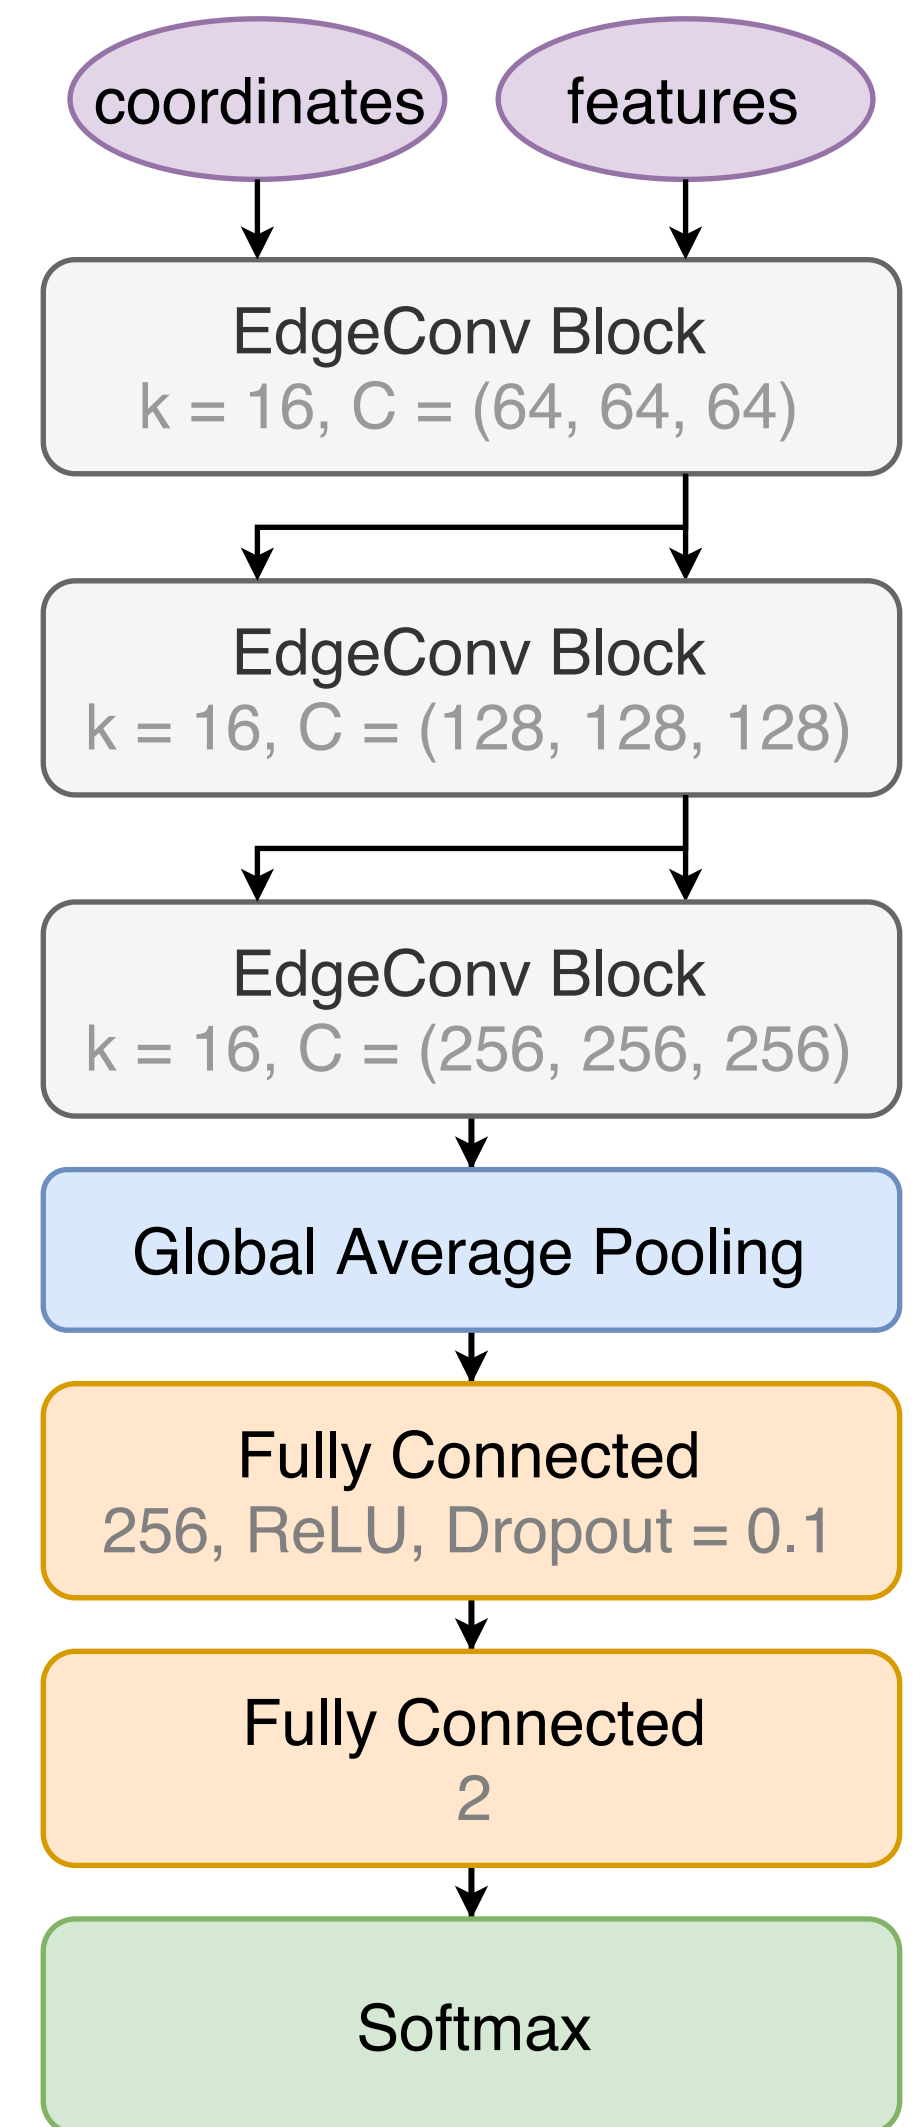 coordinates
features
EdgeConv Block
k = 16, C = (64, 64, 64)
EdgeConv Block
k = 16, C = (128, 128, 128)
EdgeConv Block
k = 16, C = (256, 256, 256)
Global Average Pooling
Fully Connected
256, ReLU, Dropout = 0.1
Fully Connected
2
Softmax